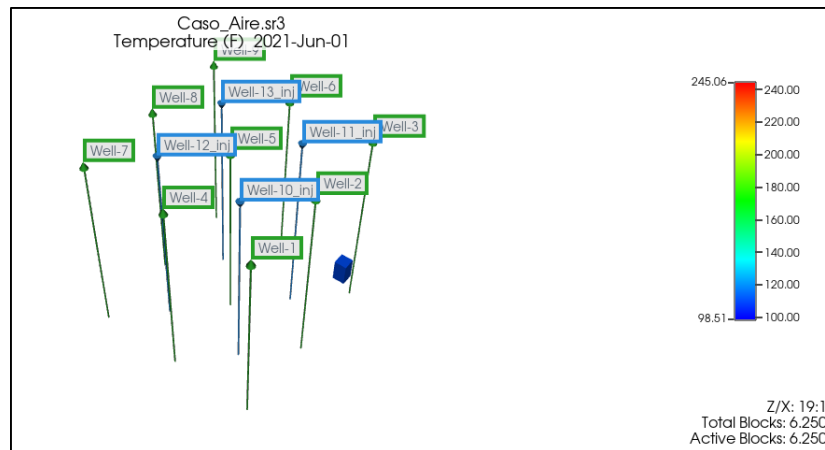 Caso_Aire.sr3
Temperature (F) 2021-Jun-01
Well-9
Well-13_inj
Well-6
Well-8
Well-11_inj
Well-3
Well-12_inj
Well-5
Well-7
Well-10_inj
Well-2
Well-4
Well-1
245.06
240.00
220.00
200.00
180.00
160.00
140.00
120.00
98.51
100.00
Z/X: 19:1
Total Blocks: 6.250
Active Blocks: 6.250